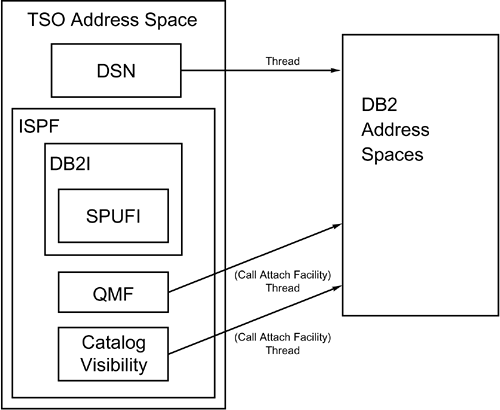 TSO Address Space
DSN
Thread
ISPF
DB2I
SPUFI
QMF
Catalog
Visibility
(Call Attach Facility)
Thread
(Call Attach Facility)
Thread
DB2
Address
Spaces